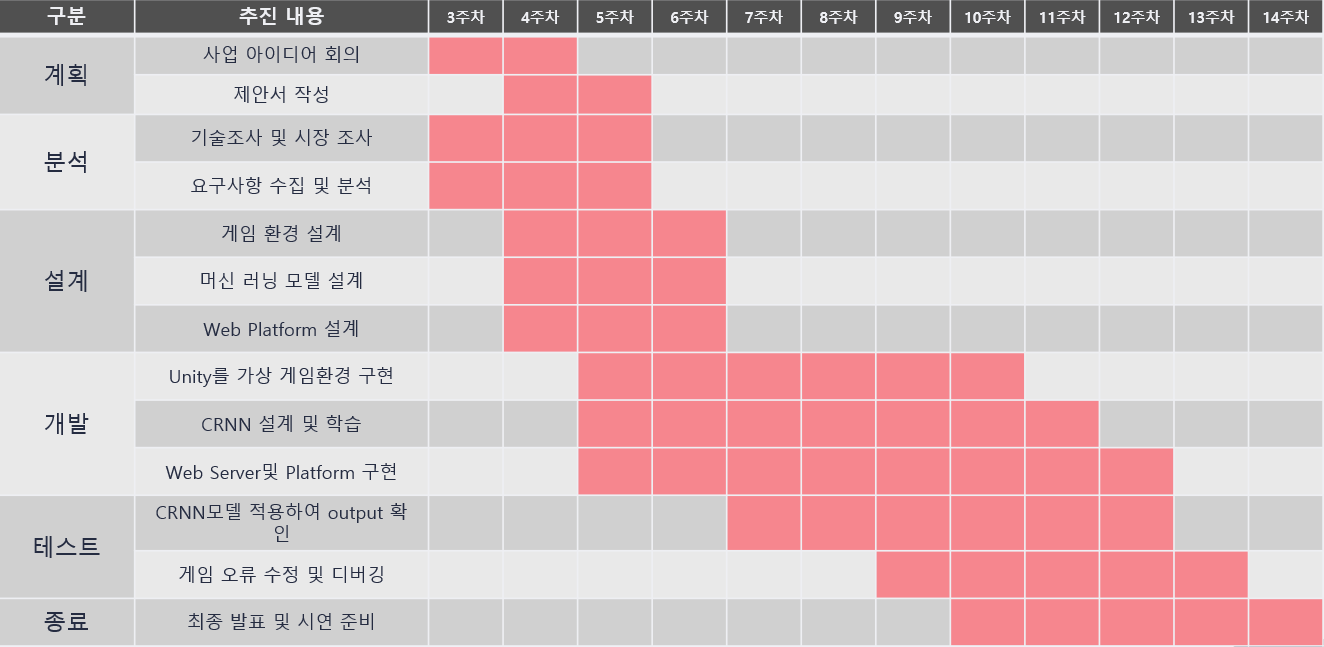 구분 추진 내용 3주차 4주차 5주차 6주차 7주차 8주차 9주차 10주차 11주차 12주차 13주차 14주차
계획
사업 아이디어 회의
제안서 작성
분석
기술조사 및 시장 조사
요구사항 수집 및 분석
설계
게임 환경 설계
머신 러닝 모델 설계
Web Platform 설계
개발
Unity를 가상 게임환경 구현
CRNN 설계 및 학습
Web Server및 Platform 구현
테스트
CRNN모델 적용하여 output 확
인
게임 오류 수정 및 디버깅
종료
최종 발표 및 시연 준비